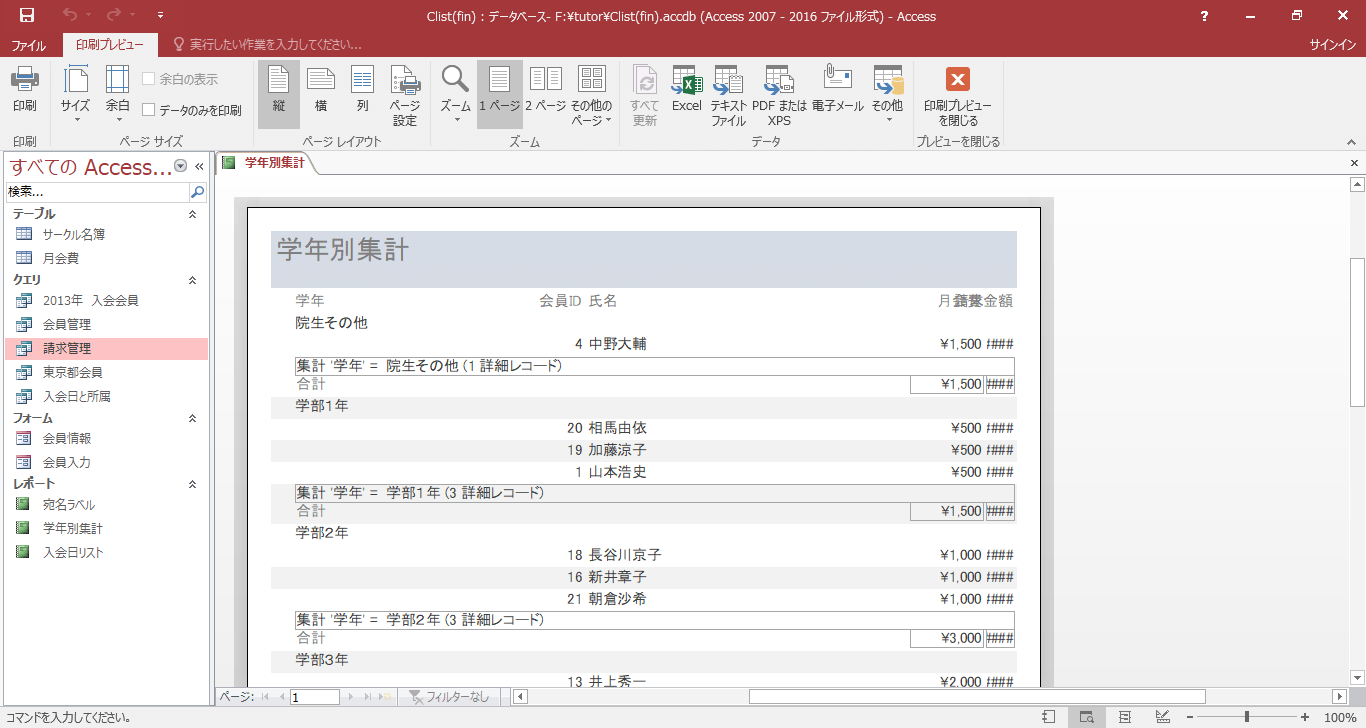 Clist(fin) : データベース- F:¥tutor¥Clist(fin).accdb (Access 2007 - 2016 ファイル形式) - Access
ファイル 印刷プレビュー 実行したい作業を入力してください... サインイン
印刷 サイズ 余白 余白の表示 データのみを印刷 縦 横 列 ページ設定 ズーム 1 ページ 2 ページ その他のページ すべて更新 Excel テキストファイル PDF または XPS 電子メール その他 印刷プレビューを閉じる
印刷 ページ サイズ ページ レイアウト ズーム データ プレビューを閉じる
すべての Access...
検索...
テーブル
サークル名簿
月会費
クエリ
2013年 入会会員
会員管理
請求管理
東京都会員
入会日と所属
フォーム
会員情報
会員入力
レポート
宛名ラベル
学年別集計
入会日リスト
学年別集計
学年別集計
学年 会員ID 氏名 金額
院生その他
4 中野大輔 ¥1,500 ####
集計 '学年' = 院生その他 (1 詳細レコード)
合計 ¥1,500 ####
学部1年
20 相馬由依 ¥500 ####
19 加藤涼子 ¥500 ####
1 山本浩史 ¥500 ####
集計 '学年' = 学部1年 (3 詳細レコード)
合計 ¥1,500 ####
学部2年
18 長谷川京子 ¥1,000 ####
16 新井章子 ¥1,000 ####
21 朝倉沙希 ¥1,000 ####
集計 '学年' = 学部2年 (3 詳細レコード)
合計 ¥3,000 ####
学部3年
13 井上秀一 ¥2,000 ####
ページ: 1 フィルターなし
コマンドを入力してください。 100%